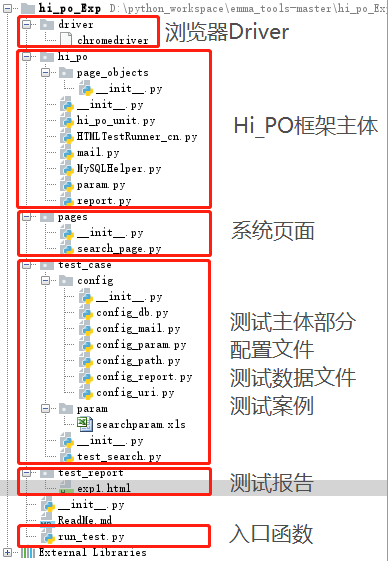 hi_po_Exp D:\python_workspace\emma_tools-master\hi_po_Exp
driver
浏览器Driver
chromedriver
hi_po
page_objects
__init__.py
__init__.py
hi_po_unit.py
Hi_PO框架主体
HTMLTestRunner_cn.py
mail.py
MySQLHelper.py
param.py
report.py
pages
__init__.py
系统页面
search_page.py
test_case
config
__init__.py
config_db.py
测试主体部分
config_mail.py
配置文件
config_param.py
config_path.py
测试数据文件
config_report.py
config_uri.py
测试案例
param
searchparam.xls
__init__.py
test_search.py
test_report
测试报告
exp1.html
__init__.py
ReadMe.md
run_test.py
入口函数
External Libraries